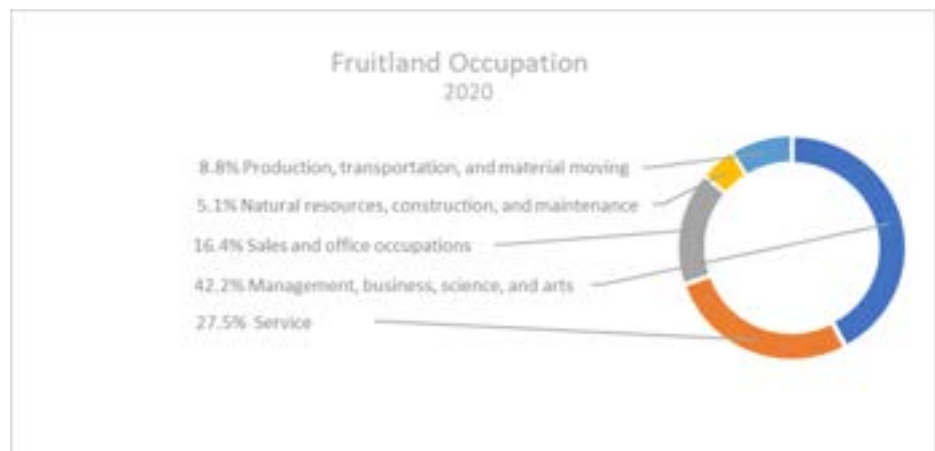 Fruitland Occupation
2020
8.8% Production, transportation, and material moving
5.1% Natural resources, construction, and maintenance
16.4% Sales and office occupations
42.2% Management, business, science, and arts
27.5% Service